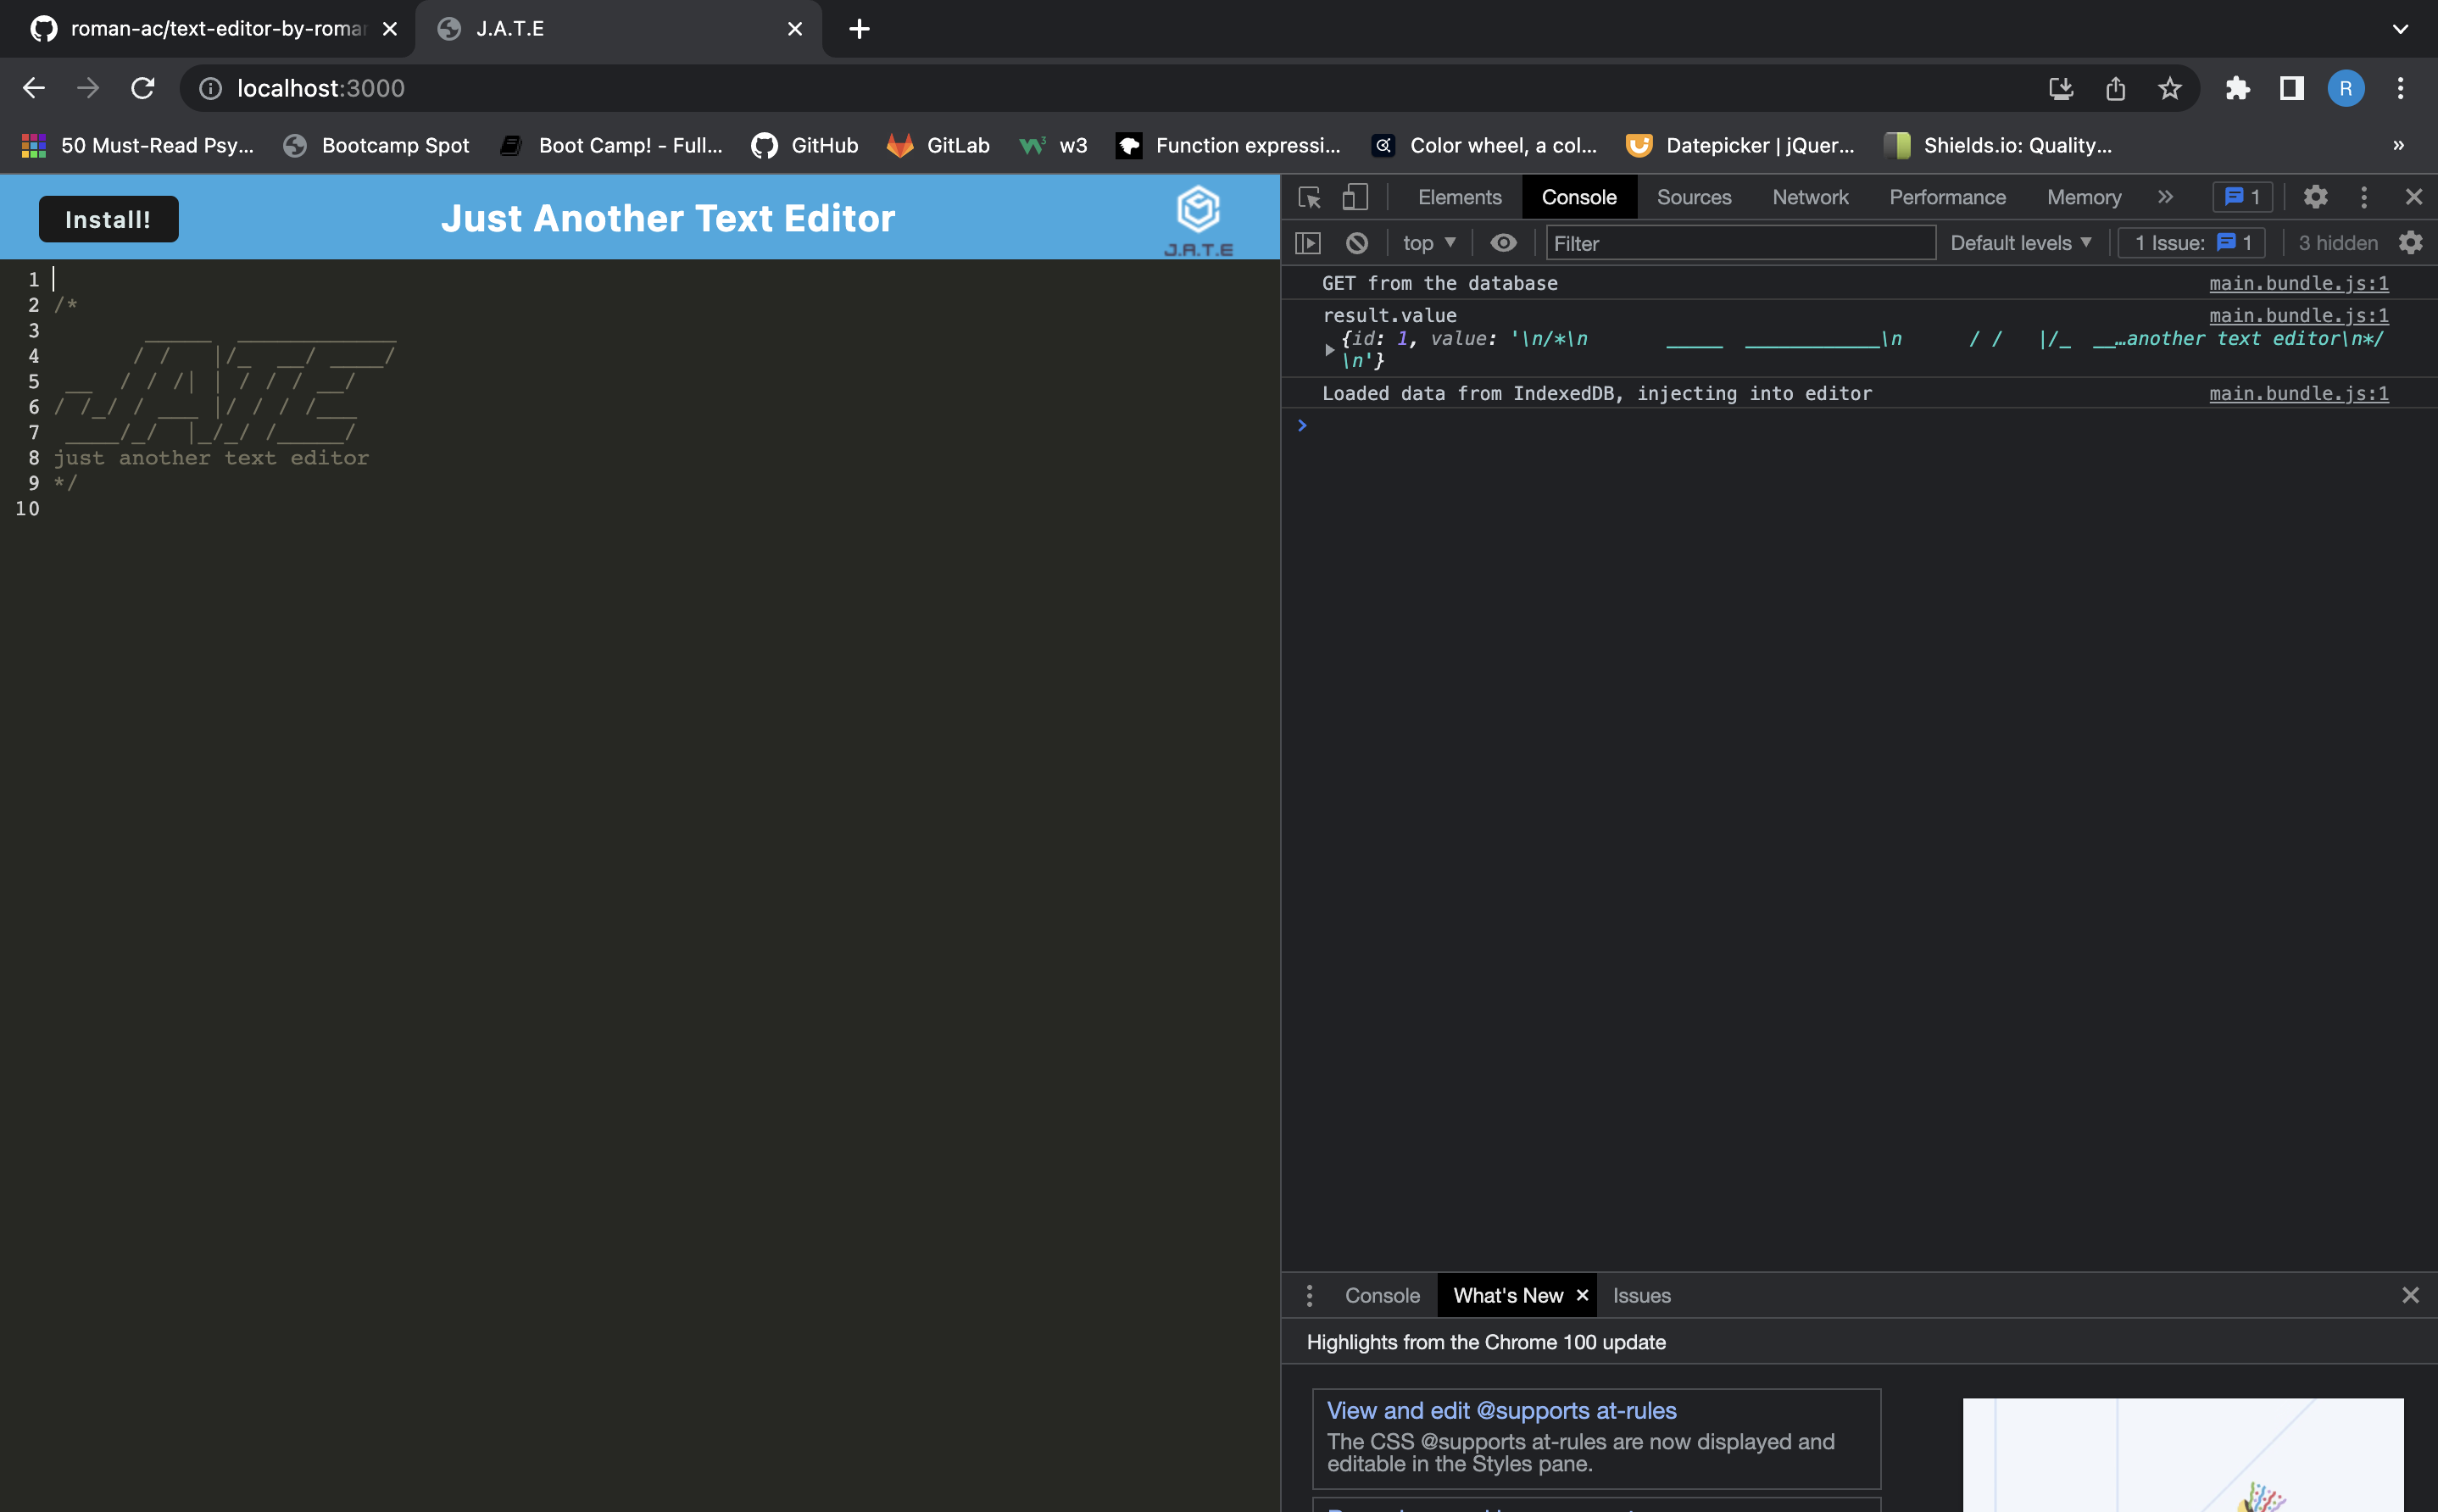 roman-ac/text-editor-by-roma
J.A.T.E
localhost:3000
R
50 Must-Read Psy...
Bootcamp Spot
Boot Camp! - Full...
GitHub
GitLab
w3
Function expressi...
Color wheel, a col...
Datepicker | jQuer...
Shields.io: Quality...
»
Install!
Just Another Text Editor
J.A.T.E
1
2 /*
3        _____  ____________
4       / /   |/_  __/ ____/
5  __  / / /| | / / / __/
6 / /_/ / ___ |/ / / /___
7  ____/_/  |_/_/ /_____/
8 just another text editor
9 */
10
Elements Console Sources Network Performance Memory » 1
top ▼ Filter Default levels ▼ 1 Issue: 1 3 hidden
GET from the database main.bundle.js:1
result.value main.bundle.js:1
{id: 1, value: '\n/*\n       _____  ____________\n      / /   |/_  __…another text editor\n*/
\n'}
Loaded data from IndexedDB, injecting into editor main.bundle.js:1
Console What's New Issues
Highlights from the Chrome 100 update
View and edit @supports at-rules
The CSS @supports at-rules are now displayed and
editable in the Styles pane.